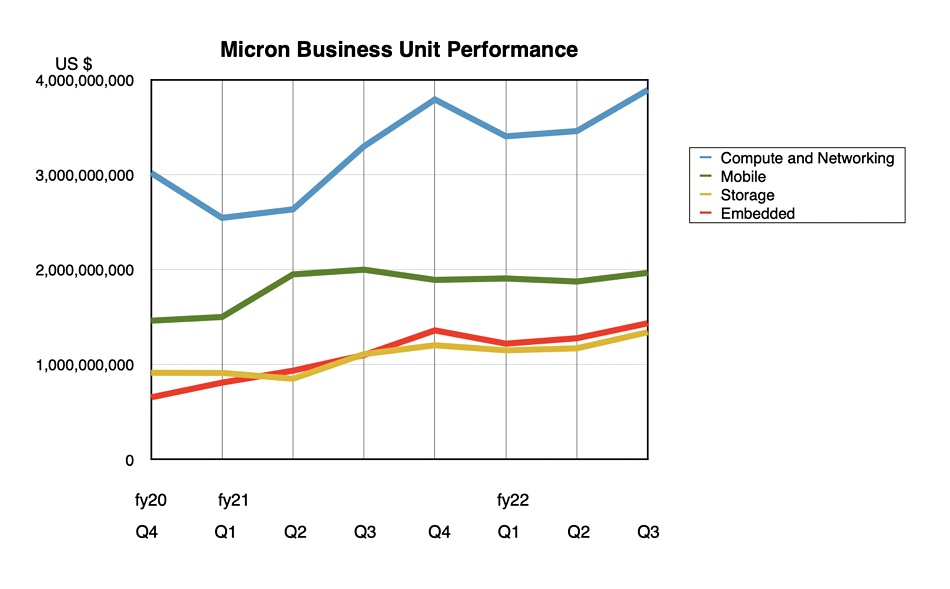 Micron Business Unit Performance
US $
4,000,000,000
3,000,000,000
2,000,000,000
1,000,000,000
0
Compute and Networking
Mobile
Storage
Embedded
fy20 fy21 fy22
Q4 Q1 Q2 Q3 Q4 Q1 Q2 Q3